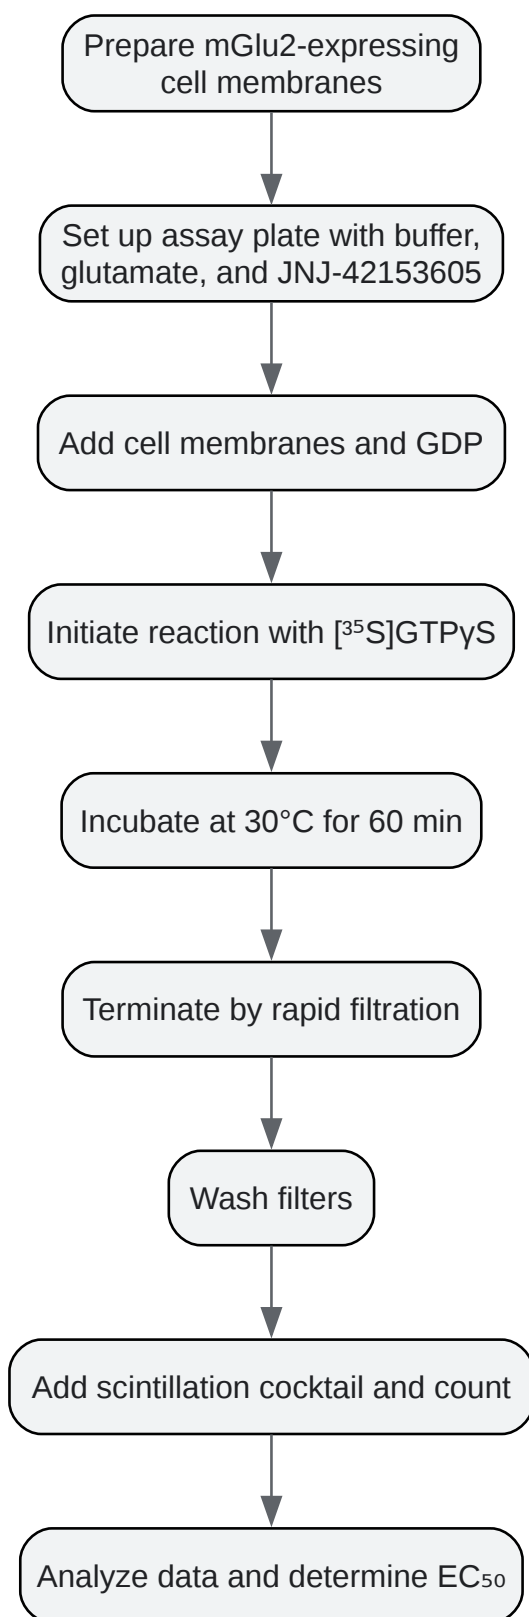 Prepare mGlu2-expressing
cell membranes
Set up assay plate with buffer,
glutamate, and JNJ-42153605
Add cell membranes and GDP
Initiate reaction with [³⁵S]GTPγS
Incubate at 30°C for 60 min
Terminate by rapid filtration
Wash filters
Add scintillation cocktail and count
Analyze data and determine EC₅₀